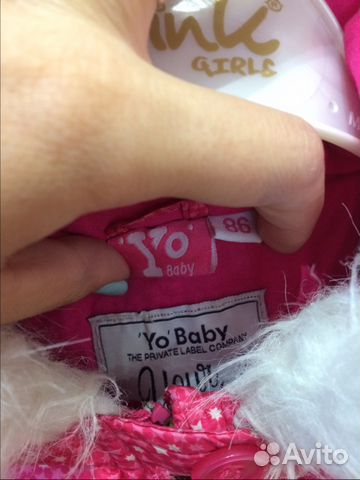 ink
GIRLS
'Yo'
Baby
86
'Yo' Baby
THE PRIVATE LABEL COMPANY
Avito